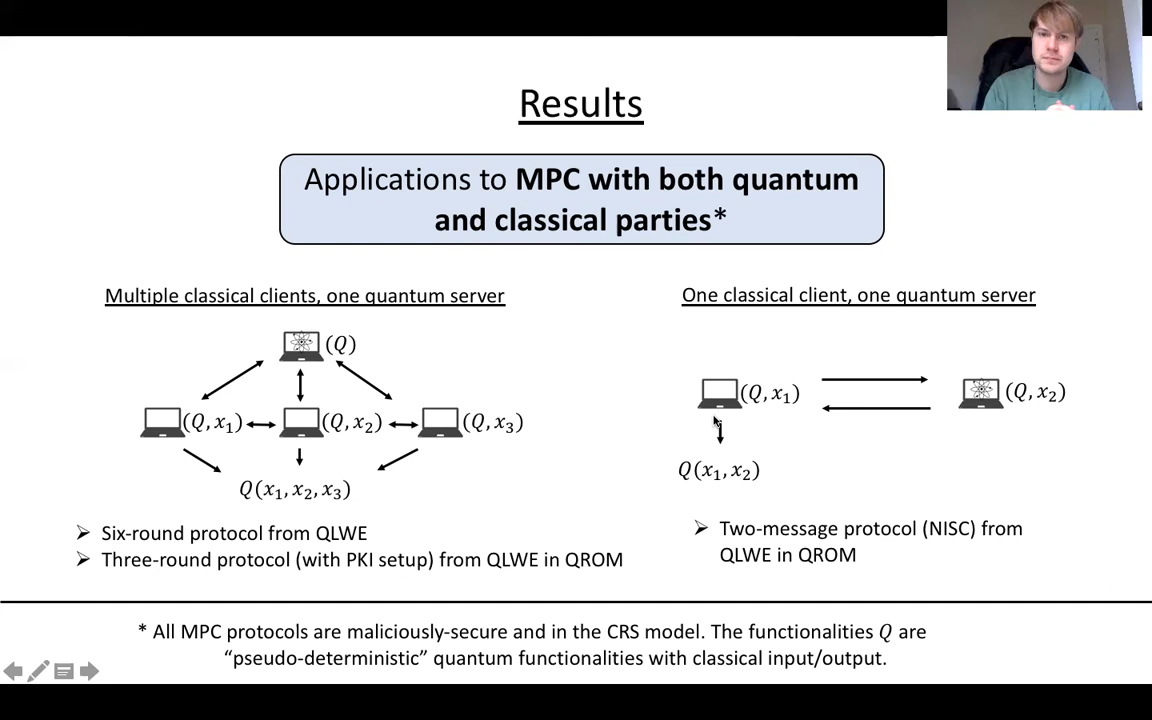 Results
Applications to MPC with both quantum
and classical parties*
Multiple classical clients, one quantum server
(Q)
(Q, x₁)
(Q, x₂)
(Q, x₃)
Q(x₁, x₂, x₃)
➢ Six-round protocol from QLWE
➢ Three-round protocol (with PKI setup) from QLWE in QROM
One classical client, one quantum server
(Q, x₁)
(Q, x₂)
Q(x₁, x₂)
➢ Two-message protocol (NISC) from
QLWE in QROM
* All MPC protocols are maliciously-secure and in the CRS model. The functionalities Q are
“pseudo-deterministic” quantum functionalities with classical input/output.